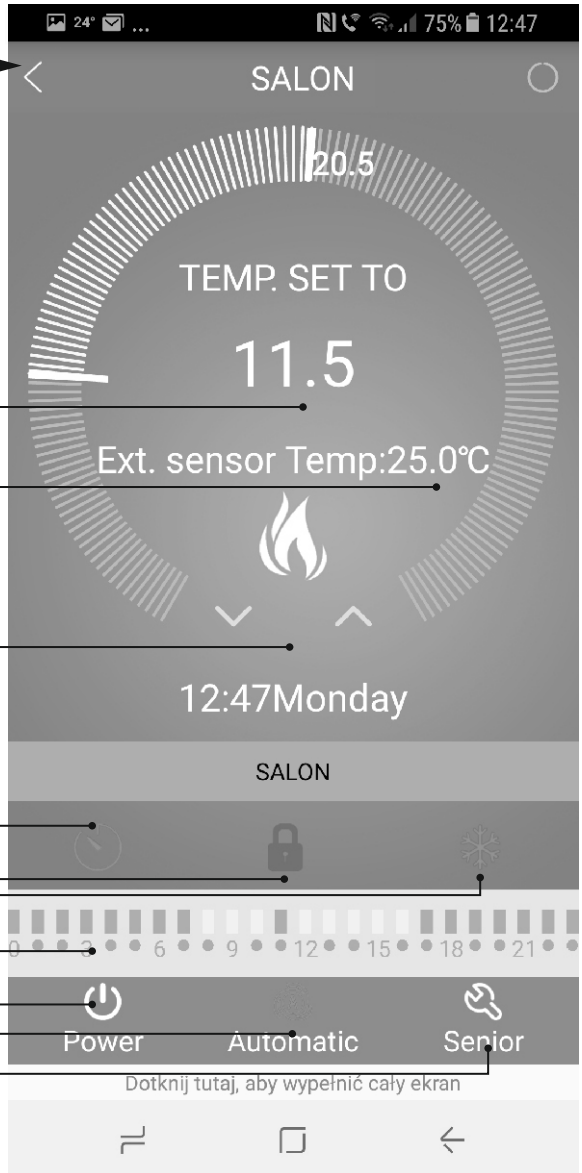 24° ... 75% 12:47
SALON
20.5
TEMP. SET TO
11.5
Ext. sensor Temp:25.0℃
12:47Monday
SALON
0 3 6 9 12 15 18 21
Power Automatic Senior
Dotknij tutaj, aby wypełnić cały ekran